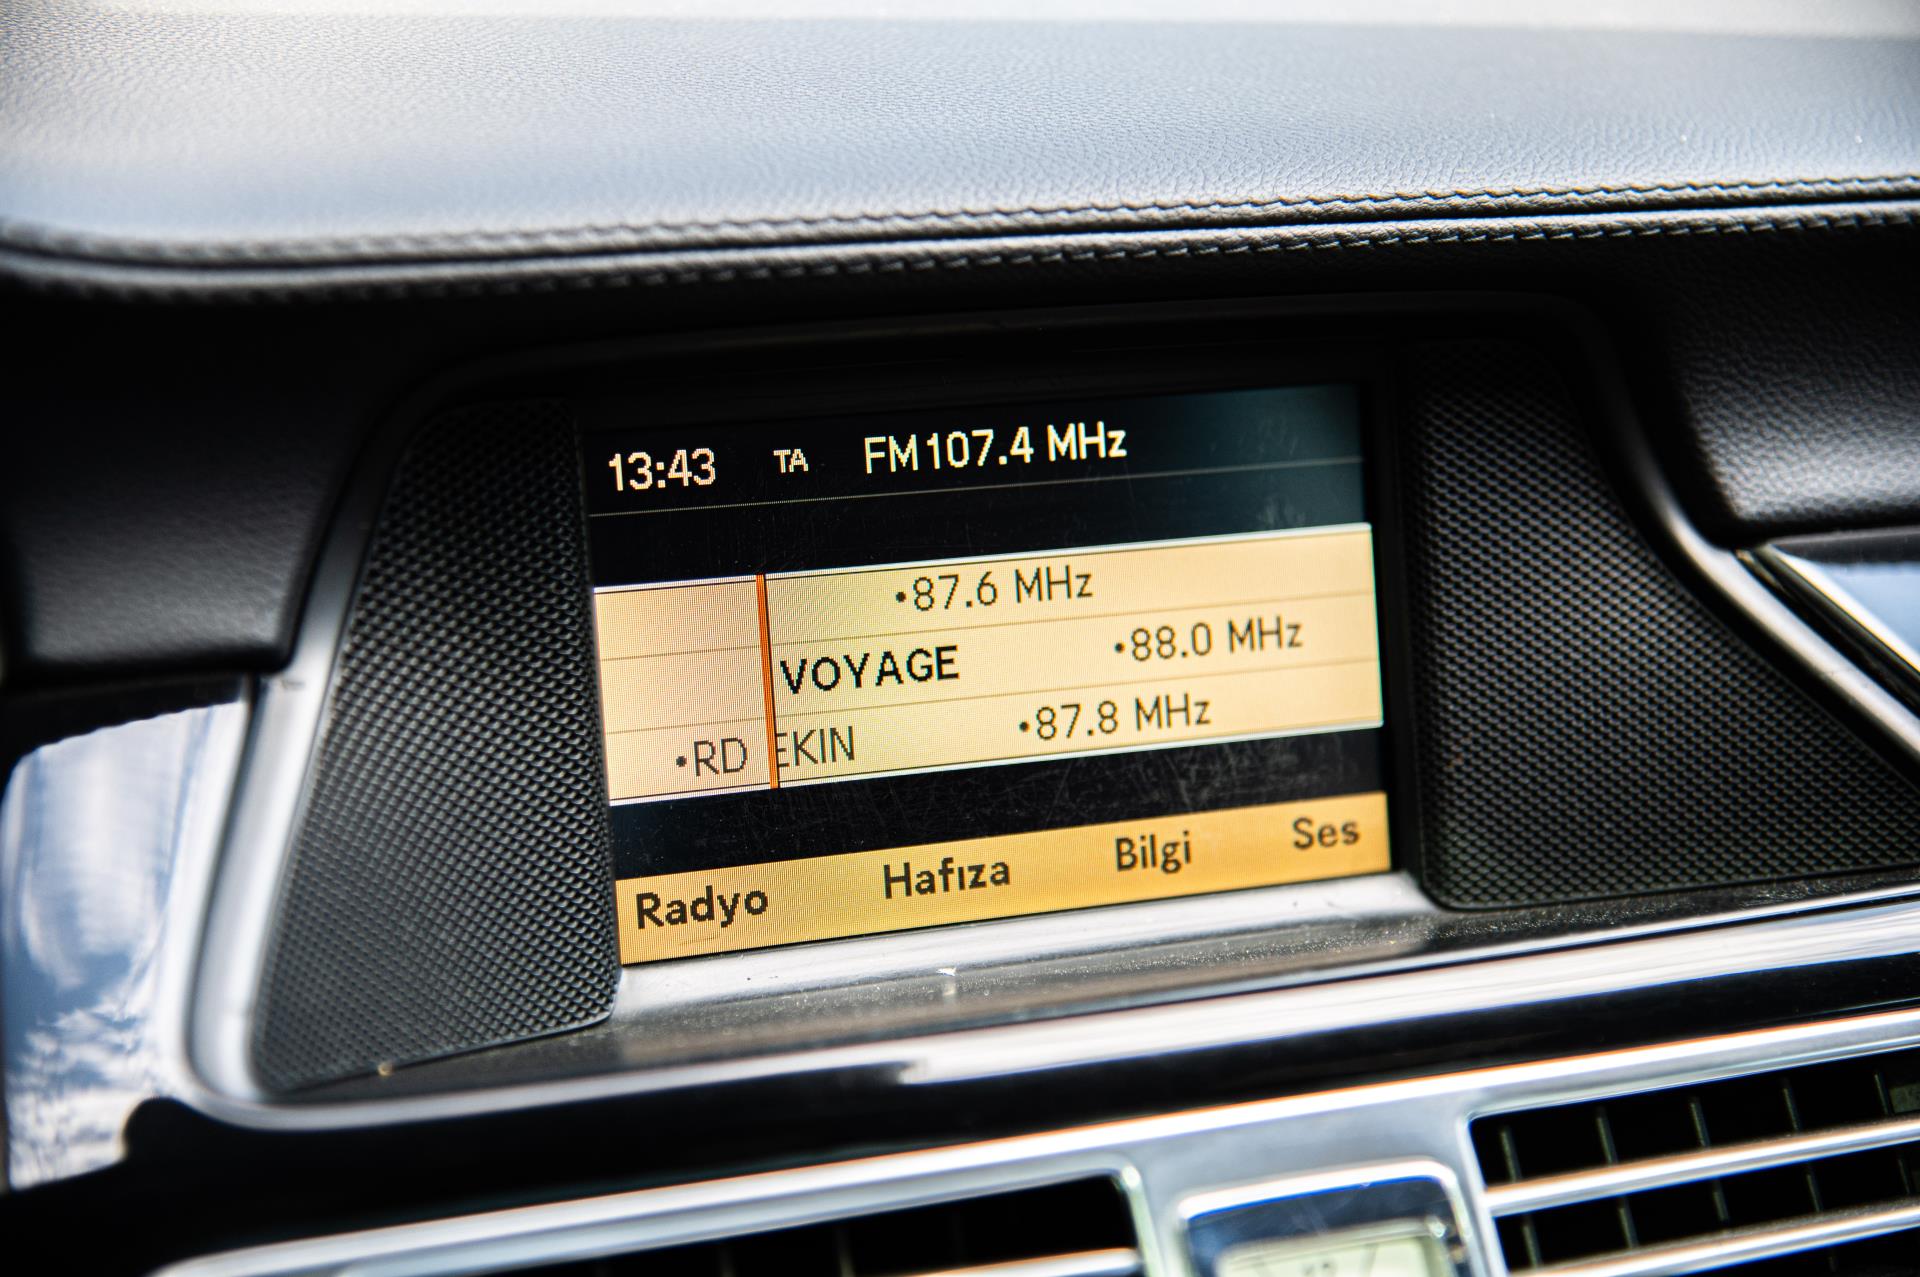 13:43 TA FM107.4 MHz
•87.6 MHz
VOYAGE •88.0 MHz
•RD EKIN •87.8 MHz
Radyo Hafıza Bilgi Ses